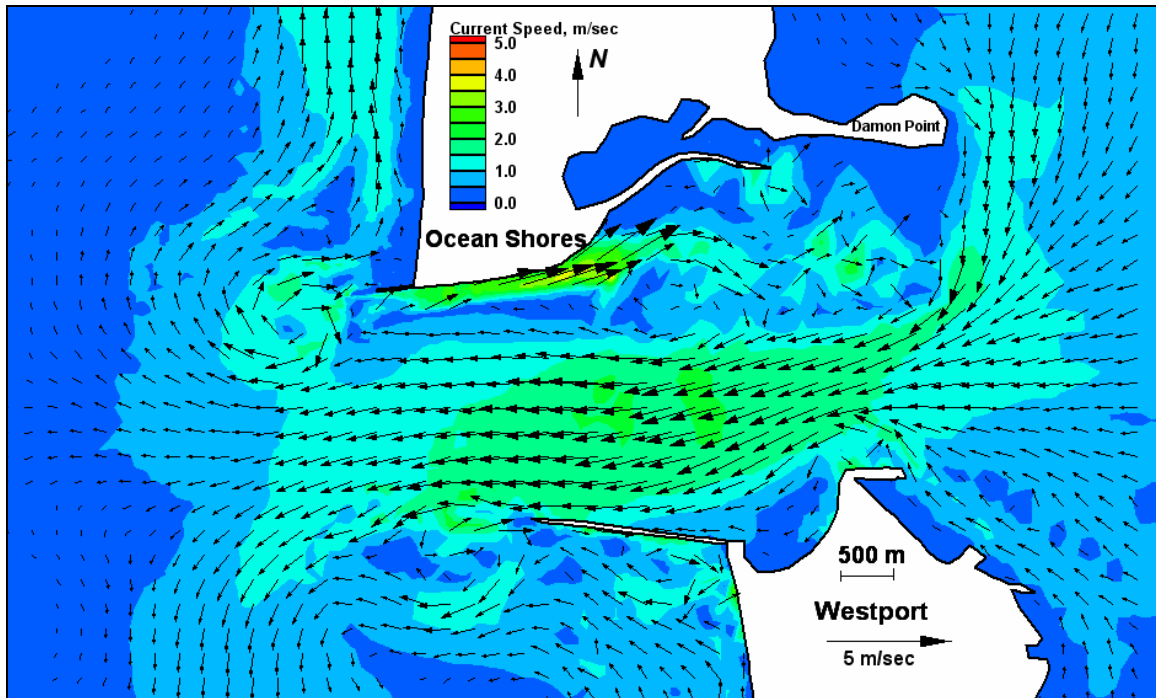 Current Speed, m/sec
5.0
4.0
3.0
2.0
1.0
0.0
N
Damon Point
Ocean Shores
500 m
Westport
5 m/sec